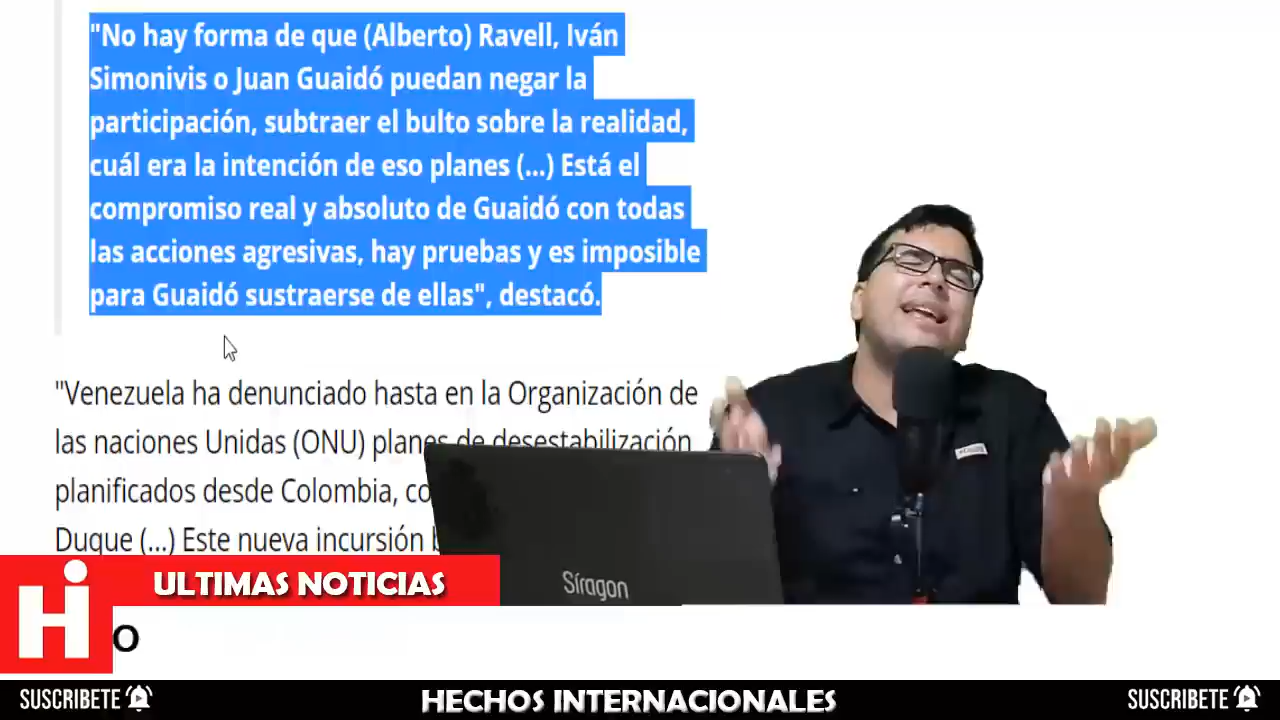 "No hay forma de que (Alberto) Ravell, Iván
Simonivis o Juan Guaidó puedan negar la
participación, subtraer el bulto sobre la realidad,
cuál era la intención de eso planes (...) Está el
compromiso real y absoluto de Guaidó con todas
las acciones agresivas, hay pruebas y es imposible
para Guaidó sustraerse de ellas", destacó.
"Venezuela ha denunciado hasta en la Organización de
las naciones Unidas (ONU) planes de desestabilización
planificados desde Colombia, co
Duque (...) Este nueva incursión
Síragon
ULTIMAS NOTICIAS
Hi
O
SUSCRIBETE
HECHOS INTERNACIONALES
SUSCRIBETE